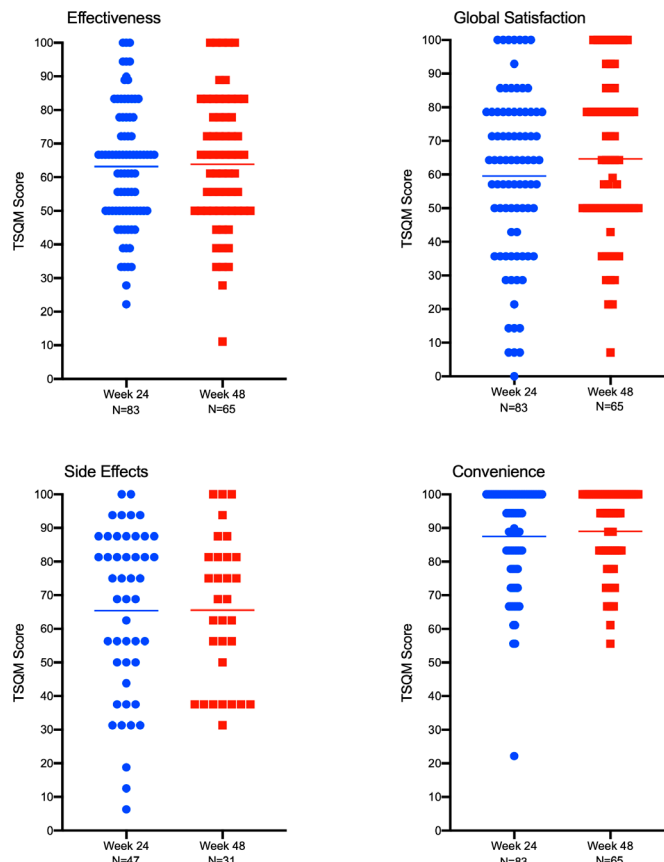 Effectiveness
100
90
80
70
60
50
40
30
20
10
0
TSQM Score
Week 24
N=83
Week 48
N=65
Global Satisfaction
100
90
80
70
60
50
40
30
20
10
0
TSQM Score
Week 24
N=83
Week 48
N=65
Side Effects
100
90
80
70
60
50
40
30
20
10
0
TSQM Score
Week 24
N=47
Week 48
N=31
Convenience
100
90
80
70
60
50
40
30
20
10
0
TSQM Score
Week 24
N=83
Week 48
N=65